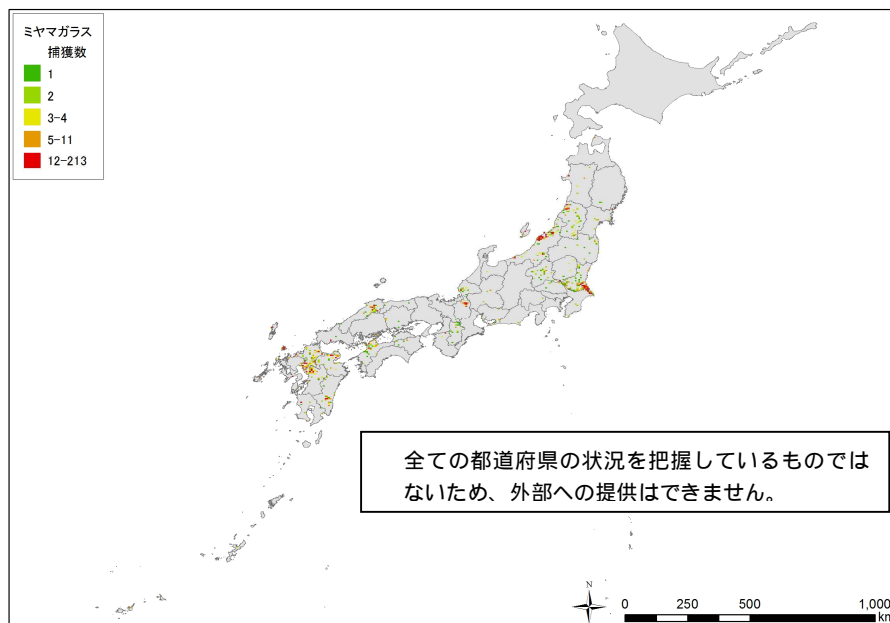 ミヤマガラス
捕獲数
1
2
3-4
5-11
12-213
全ての都道府県の状況を把握しているものでは
ないため、外部への提供はできません。
N
0 250 500 1,000
km